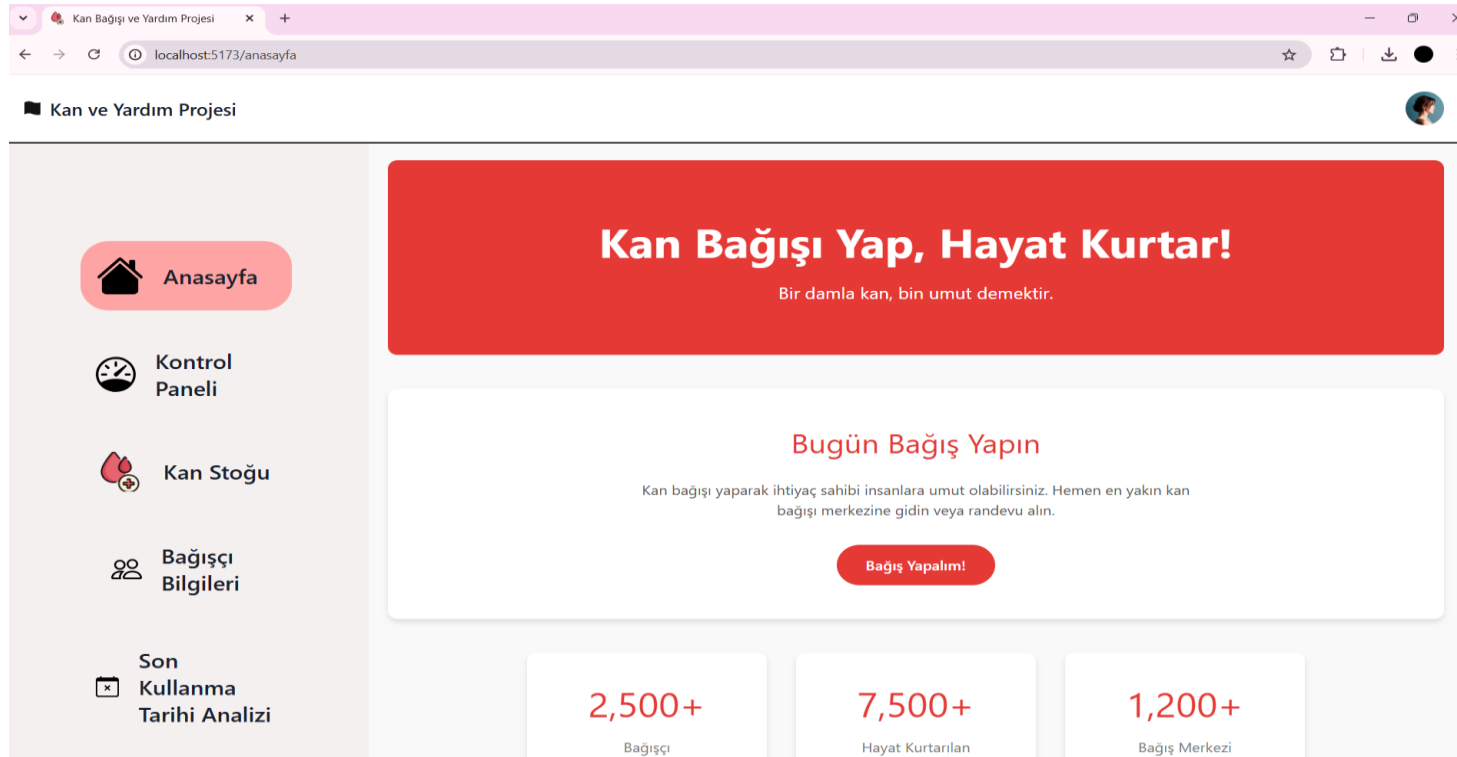 Kan Bağışı ve Yardım Projesi
localhost:5173/anasayfa
Kan ve Yardım Projesi
Anasayfa
Kontrol
Paneli
Kan Stoğu
Bağışçı
Bilgileri
Son
Kullanma
Tarihi Analizi
Kan Bağışı Yap, Hayat Kurtar!
Bir damla kan, bin umut demektir.
Bugün Bağış Yapın
Kan bağışı yaparak ihtiyaç sahibi insanlara umut olabilirsiniz. Hemen en yakın kan
bağışı merkezine gidin veya randevu alın.
Bağış Yapalım!
2,500+
Bağışçı
7,500+
Hayat Kurtarılan
1,200+
Bağış Merkezi